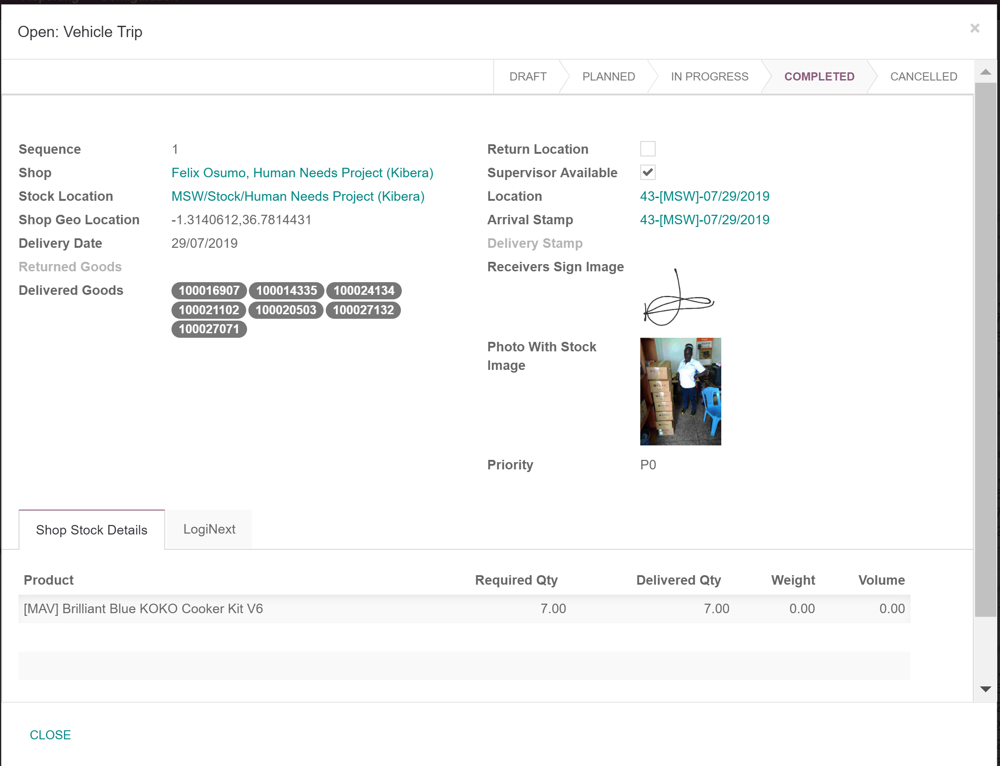 Open: Vehicle Trip
×
DRAFT PLANNED IN PROGRESS COMPLETED CANCELLED
Sequence 1
Shop Felix Osumo, Human Needs Project (Kibera)
Stock Location MSW/Stock/Human Needs Project (Kibera)
Shop Geo Location -1.3140612,36.7814431
Delivery Date 29/07/2019
Returned Goods
Delivered Goods 100016907 100014335 100024134
100021102 100020503 100027132
100027071
Return Location
Supervisor Available
Location 43-[MSW]-07/29/2019
Arrival Stamp 43-[MSW]-07/29/2019
Delivery Stamp
Receivers Sign Image
Photo With Stock
Image
KOKO
KOKO
KOKO
KOKO
KOKO
Priority P0
Shop Stock Details LogiNext
Product Required Qty Delivered Qty Weight Volume
[MAV] Brilliant Blue KOKO Cooker Kit V6 7.00 7.00 0.00 0.00
CLOSE